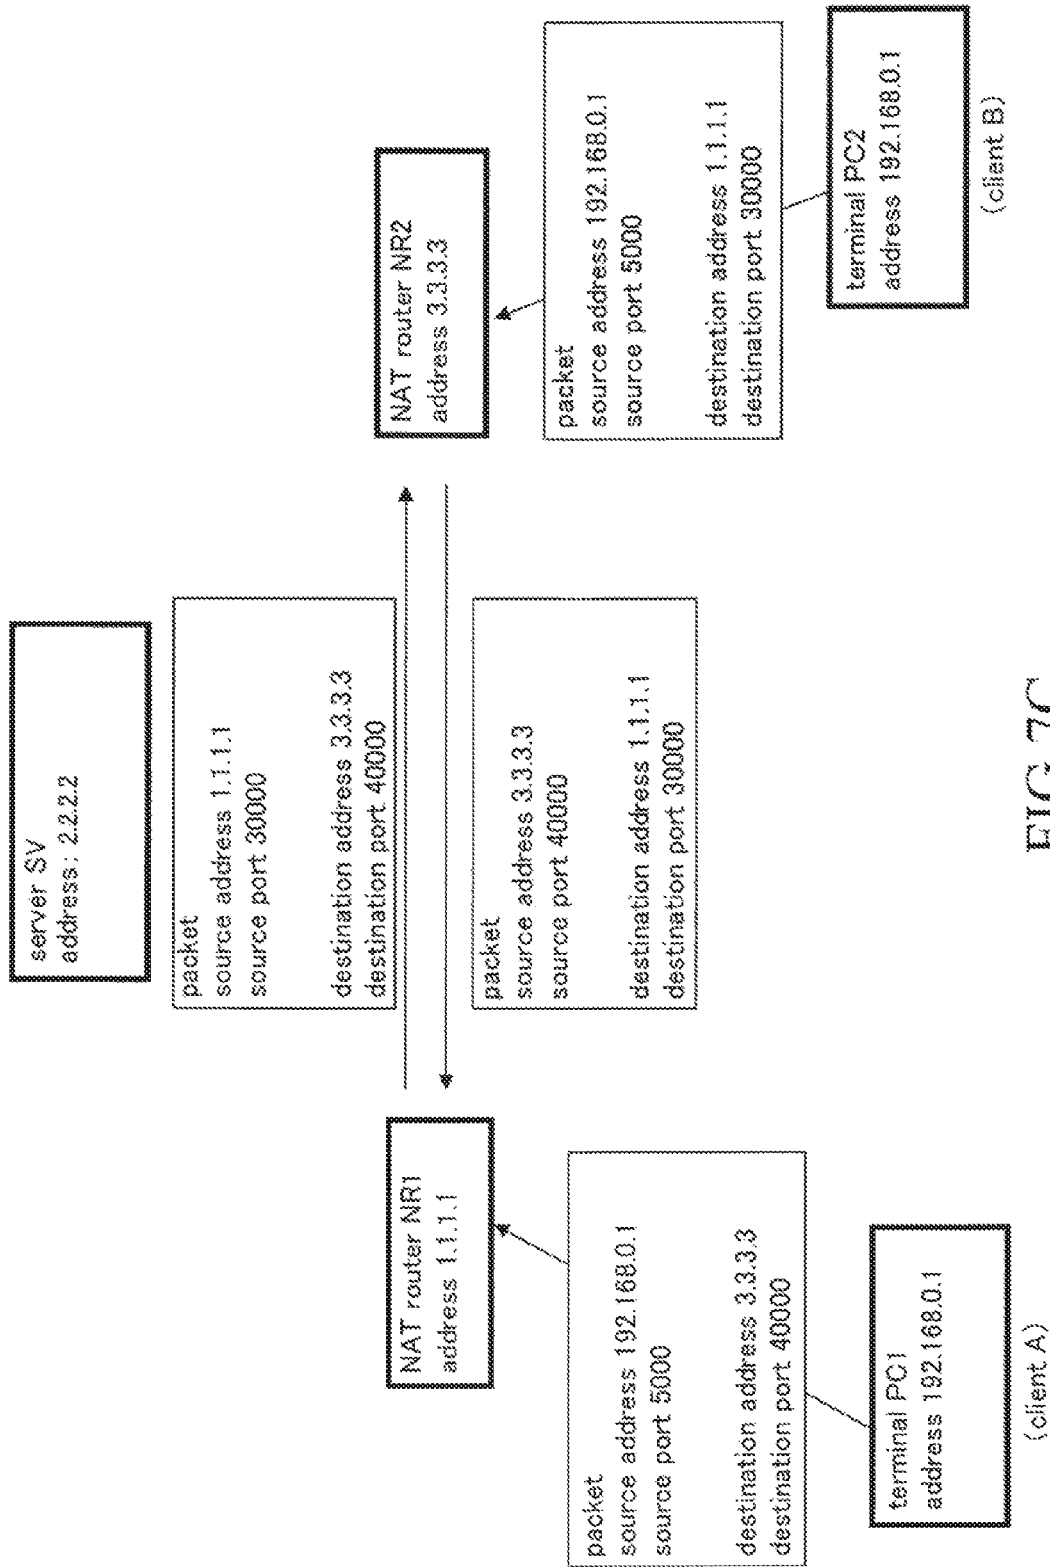 server SV
address: 2.2.2.2
packet
source address 1.1.1.1
source port 30000
destination address 3.3.3.3
destination port 40000
NAT router NR1
address 1.1.1.1
NAT router NR2
address 3.3.3.3
packet
source address 3.3.3.3
source port 40000
destination address 1.1.1.1
destination port 30000
packet
source address 192.168.0.1
source port 5000
destination address 3.3.3.3
destination port 40000
packet
source address 192.168.0.1
source port 5000
destination address 1.1.1.1
destination port 30000
terminal PC1
address 192.168.0.1
(client A)
terminal PC2
address 192.168.0.1
(client B)
FIG. 7C